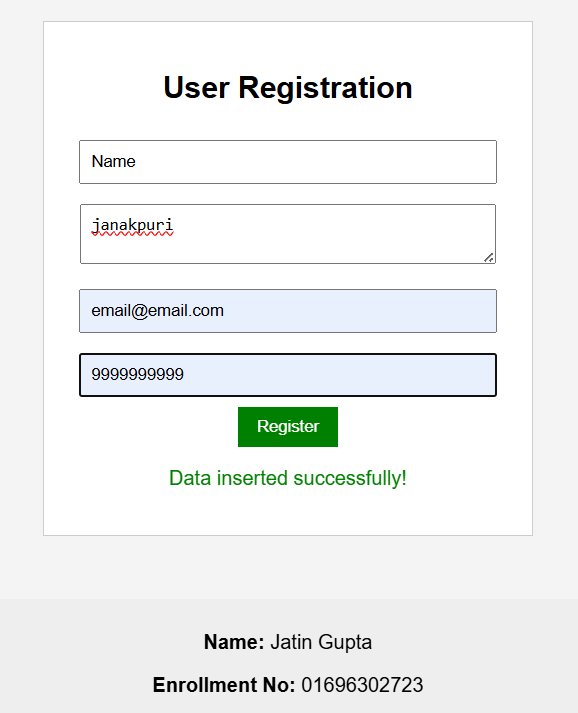 User Registration
Name
janakpuri
email@email.com
9999999999
Register
Data inserted successfully!
Name: Jatin Gupta
Enrollment No: 01696302723